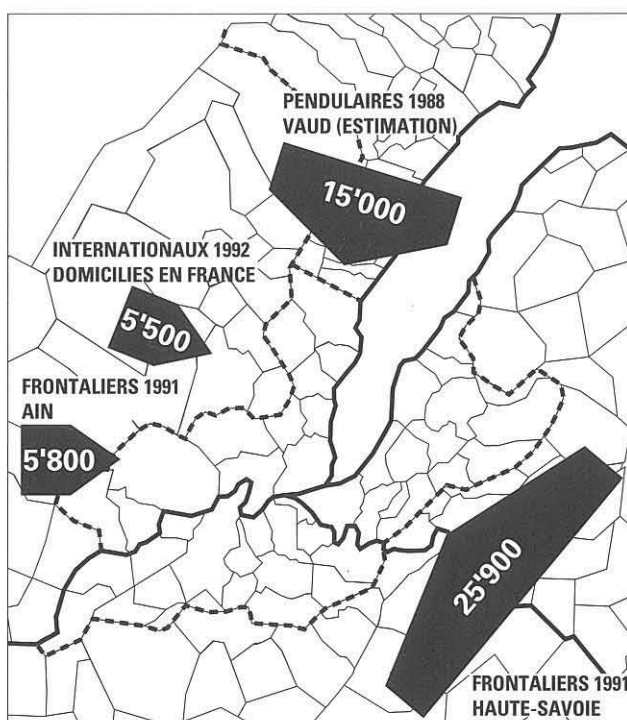 PENDULAIRES 1988
VAUD (ESTIMATION)
15'000
INTERNATIONAUX 1992
DOMICILIES EN FRANCE
5'500
FRONTALIERS 1991
AIN
5'800
25'900
FRONTALIERS 1991
HAUTE-SAVOIE